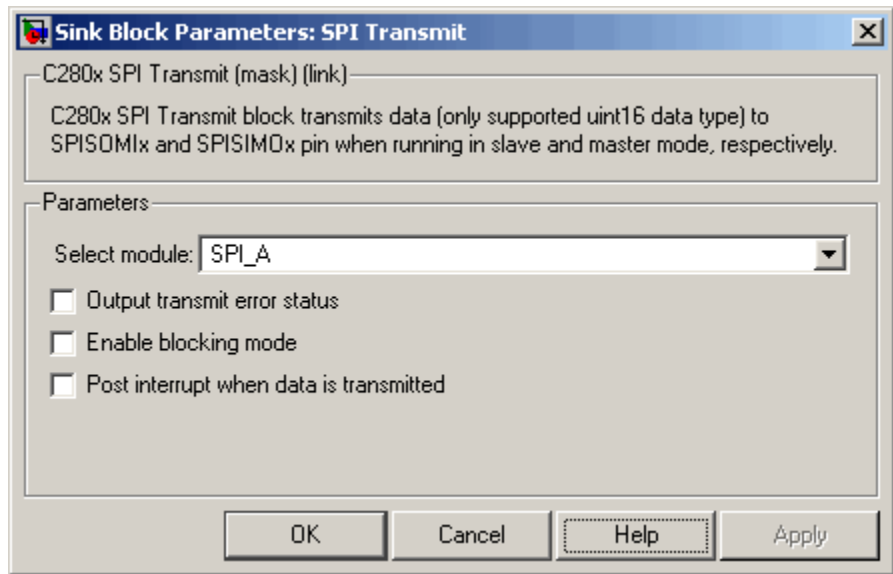 Sink Block Parameters: SPI Transmit
C280x SPI Transmit (mask) (link)
C280x SPI Transmit block transmits data (only supported uint16 data type) to
SPISOMIx and SPISIMOx pin when running in slave and master mode, respectively.
Parameters
Select module: SPI_A
Output transmit error status
Enable blocking mode
Post interrupt when data is transmitted
OK Cancel Help Apply